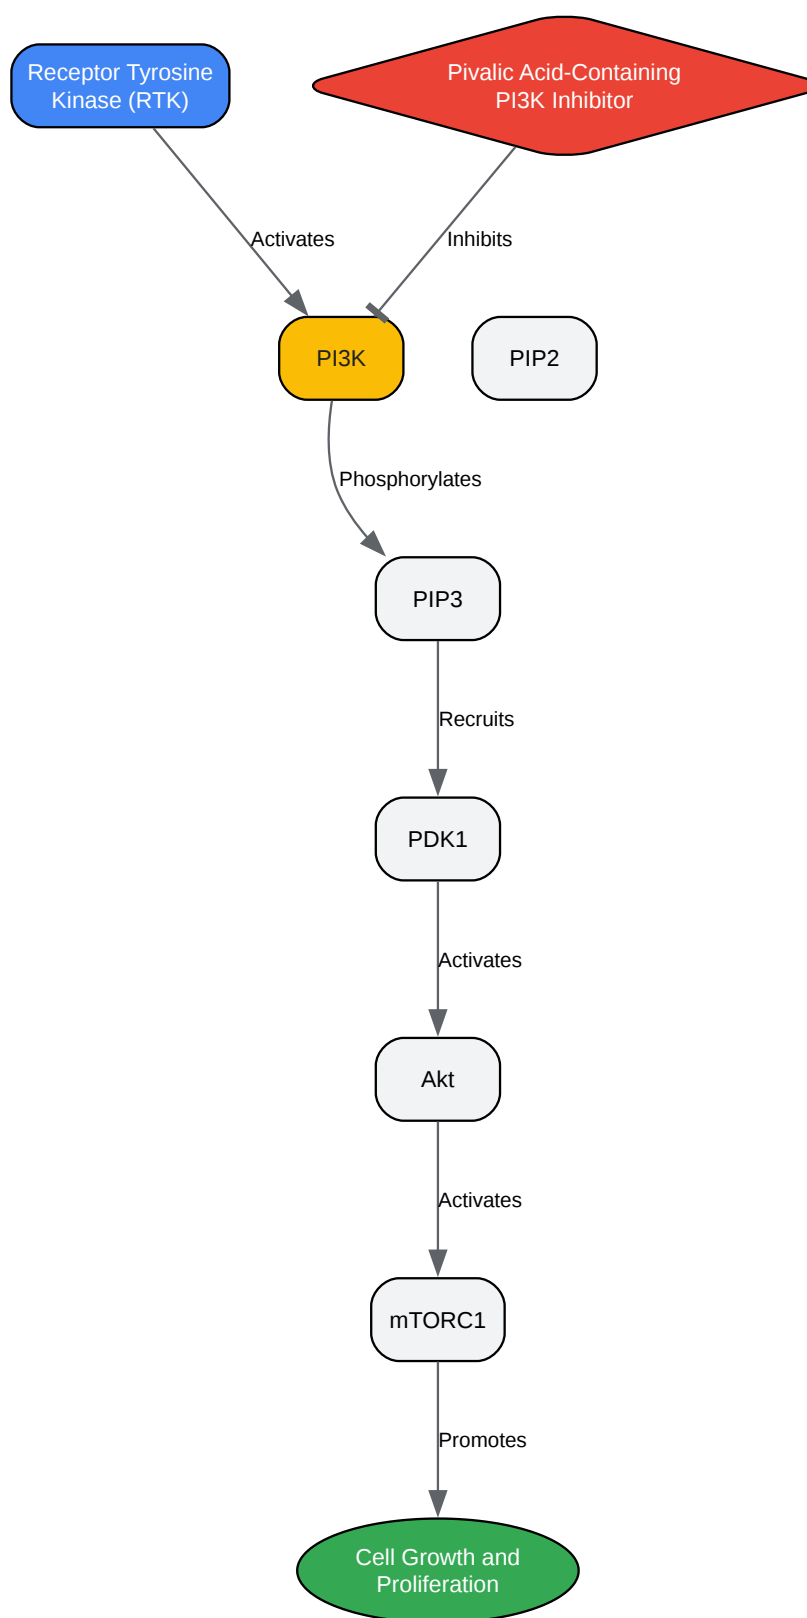 Receptor Tyrosine
Kinase (RTK)
Pivalic Acid-Containing
PI3K Inhibitor
Activates
Inhibits
PI3K
PIP2
Phosphorylates
PIP3
Recruits
PDK1
Activates
Akt
Activates
mTORC1
Promotes
Cell Growth and
Proliferation